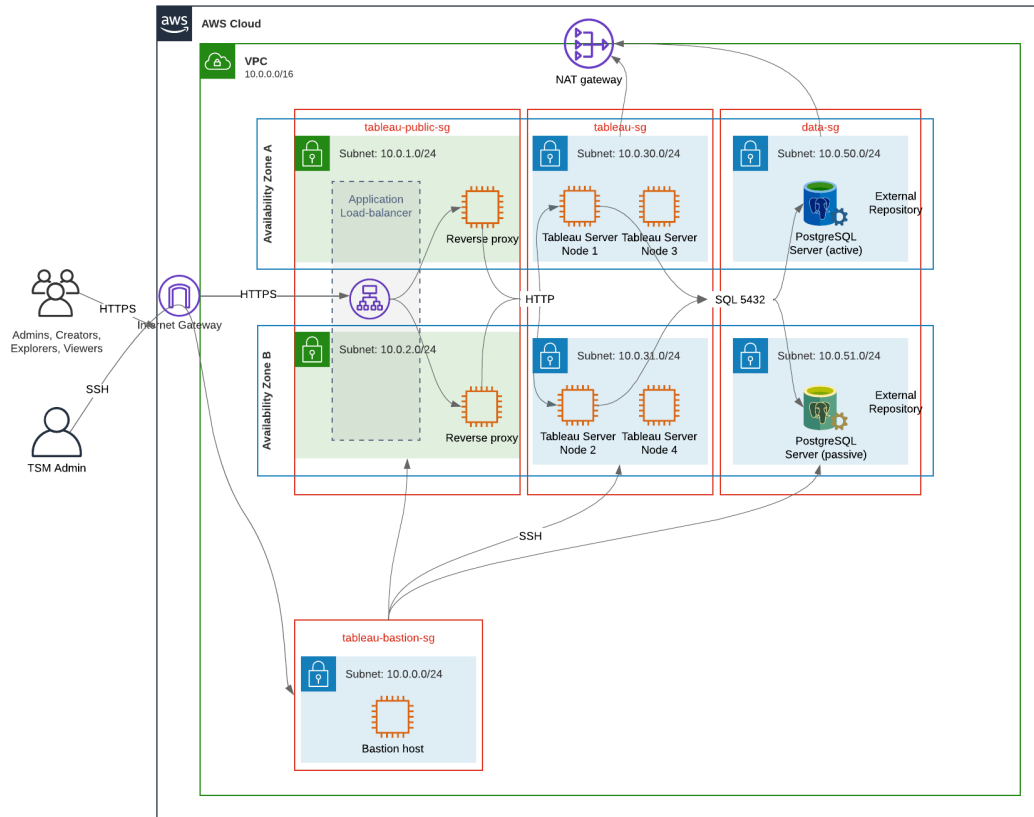 aws
AWS Cloud
VPC
10.0.0.0/16
NAT gateway
tableau-public-sg
tableau-sg
data-sg
Availability Zone A
Subnet: 10.0.1.0/24
Subnet: 10.0.30.0/24
Subnet: 10.0.50.0/24
Application
Load-balancer
Reverse proxy
Tableau Server
Node 1
Tableau Server
Node 3
PostgreSQL
Server (active)
External
Repository
HTTPS
Internet Gateway
HTTPS
HTTP
SQL 5432
Admins, Creators,
Explorers, Viewers
SSH
TSM Admin
Availability Zone B
Subnet: 10.0.2.0/24
Subnet: 10.0.31.0/24
Subnet: 10.0.51.0/24
Reverse proxy
Tableau Server
Node 2
Tableau Server
Node 4
PostgreSQL
Server (passive)
External
Repository
SSH
tableau-bastion-sg
Subnet: 10.0.0.0/24
Bastion host